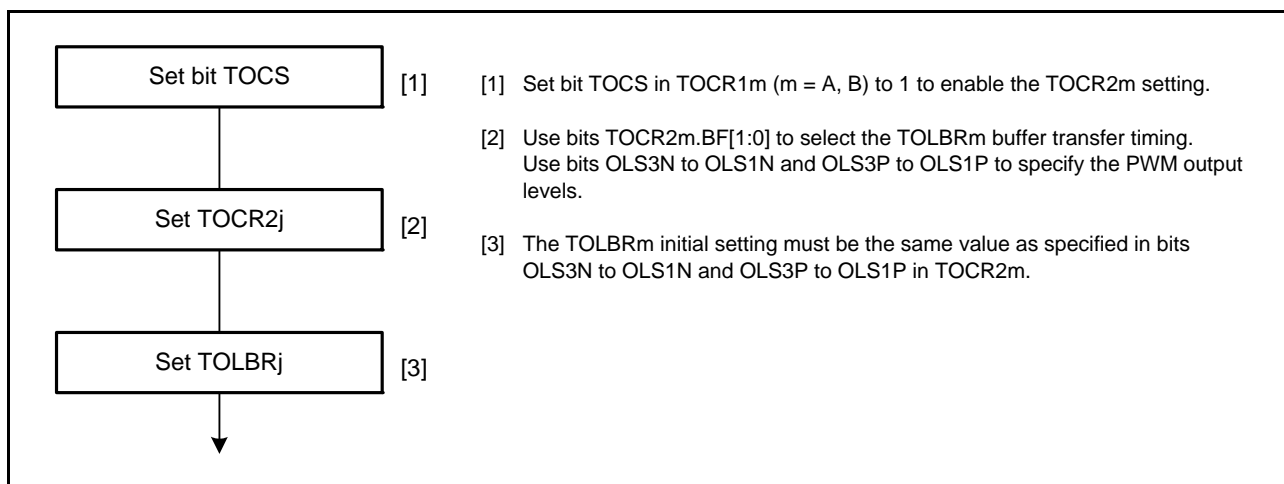 Set bit TOCS
[1]
[1] Set bit TOCS in TOCR1m (m = A, B) to 1 to enable the TOCR2m setting.
[2] Use bits TOCR2m.BF[1:0] to select the TOLBRm buffer transfer timing.
Use bits OLS3N to OLS1N and OLS3P to OLS1P to specify the PWM output
levels.
Set TOCR2j
[2]
[3] The TOLBRm initial setting must be the same value as specified in bits
OLS3N to OLS1N and OLS3P to OLS1P in TOCR2m.
Set TOLBRj
[3]